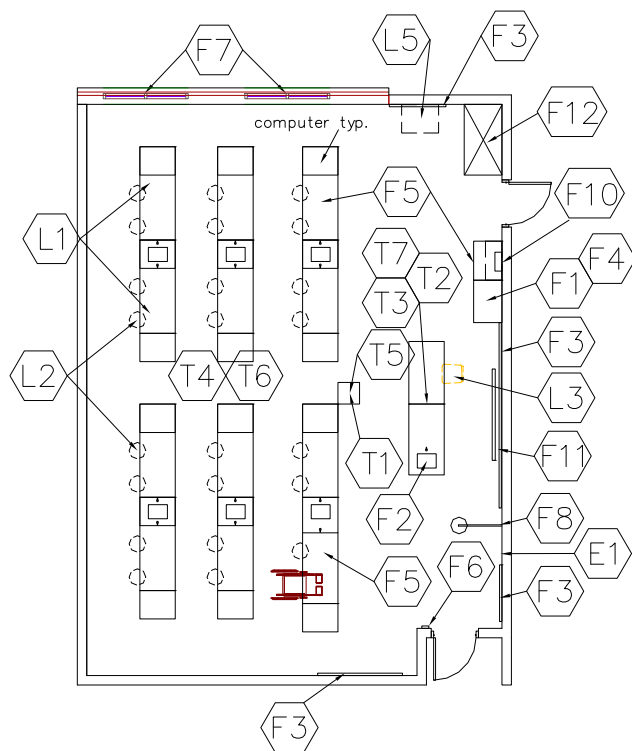 F7
L5
F3
F12
computer typ.
F5
F10
L1
T7
T2
F4
T3
F1
L2
T4
T6
T5
F3
L3
T1
F11
F2
F8
F5
F6
E1
F3
F3